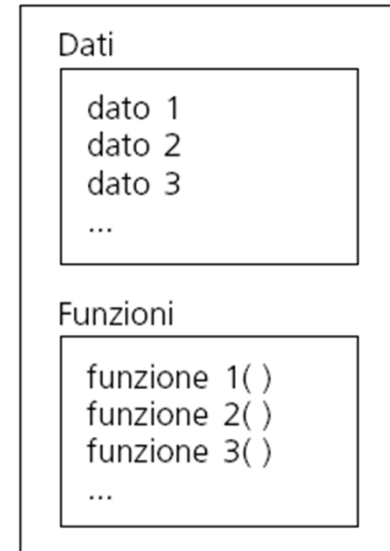 Dati
dato 1
dato 2
dato 3
...
Funzioni
funzione 1( )
funzione 2( )
funzione 3( )
...